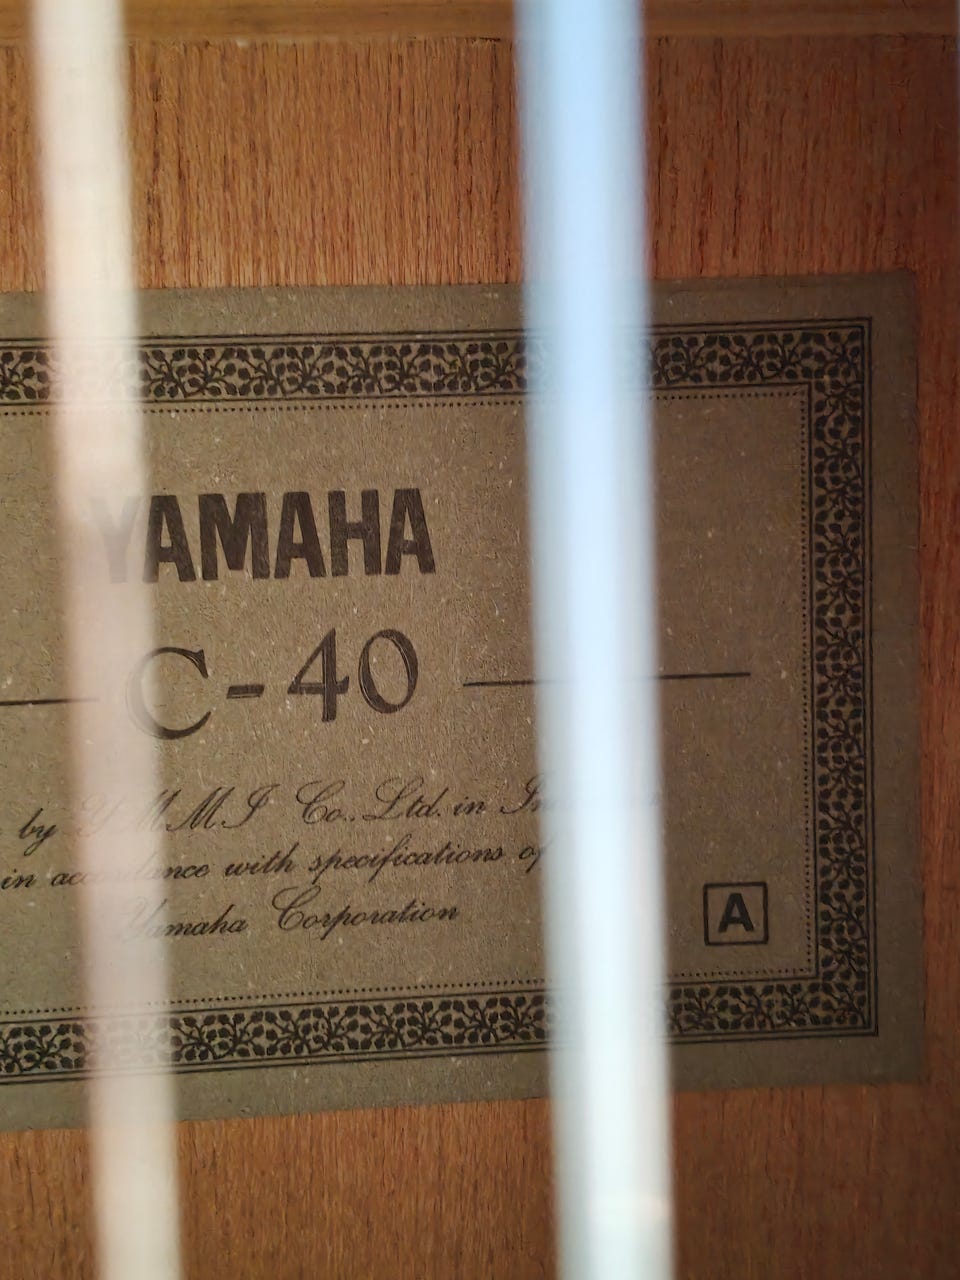 YAMAHA
C-40
by Y M M I Co., Ltd. in
in accordance with specifications of
Yamaha Corporation
A